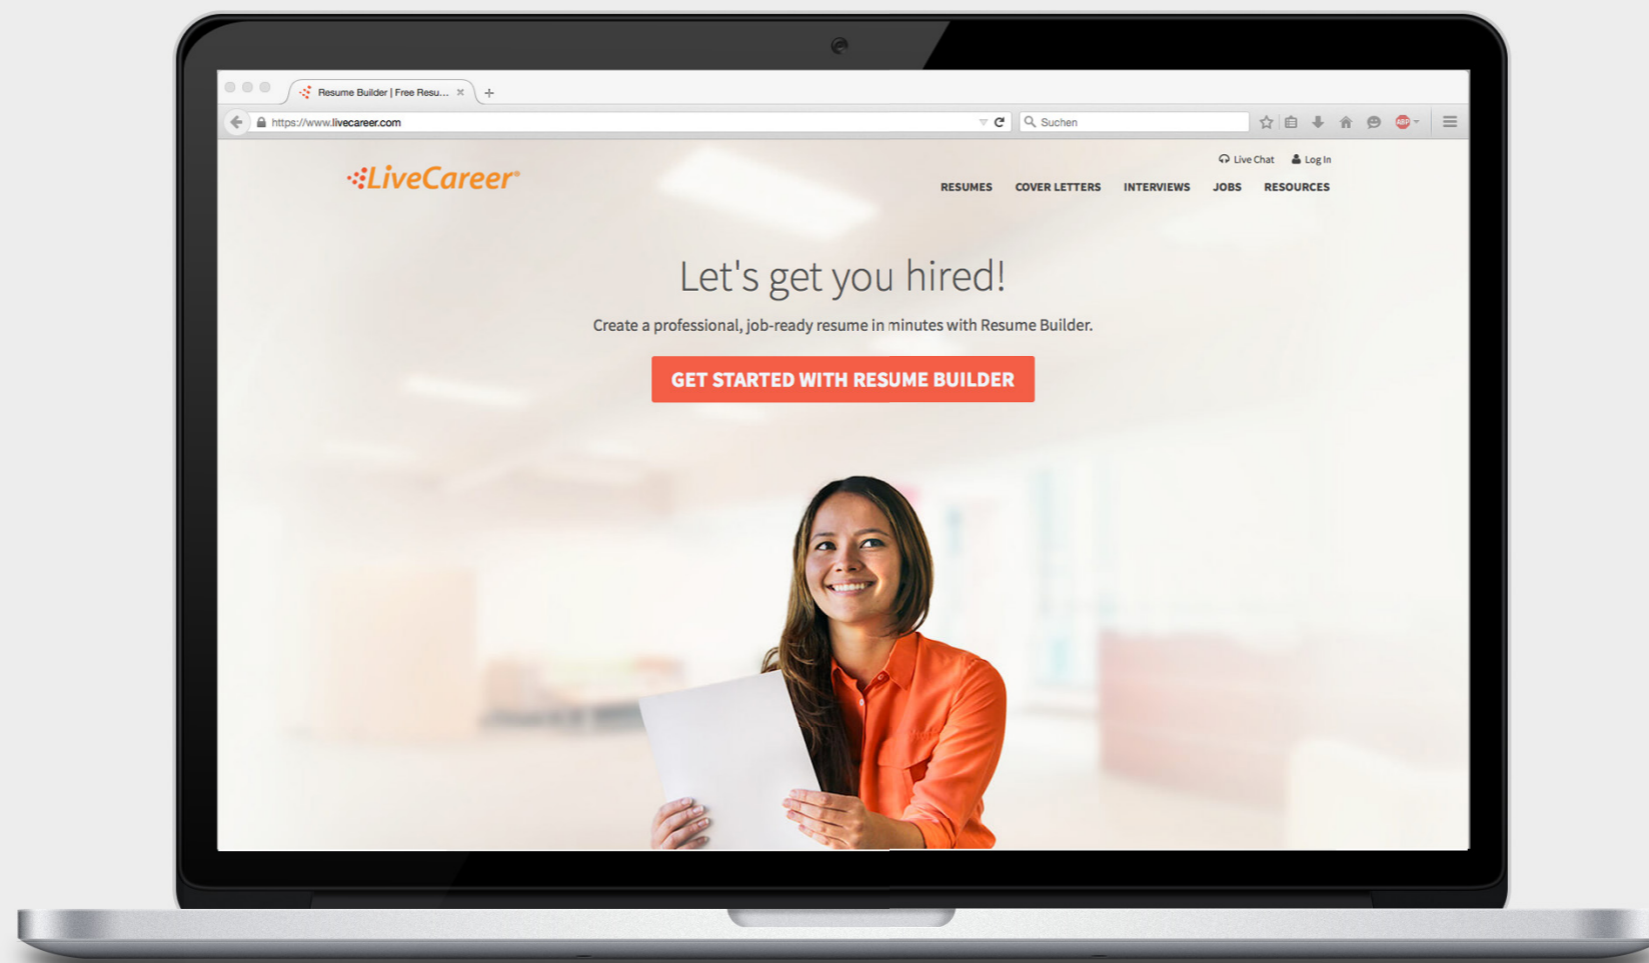 Resume Builder | Free Resu...
https://www.livecareer.com
Suchen
ABP
LiveCareer®
Live Chat
Log In
RESUMES
COVER LETTERS
INTERVIEWS
JOBS
RESOURCES
Let's get you hired!
Create a professional, job-ready resume in minutes with Resume Builder.
GET STARTED WITH RESUME BUILDER